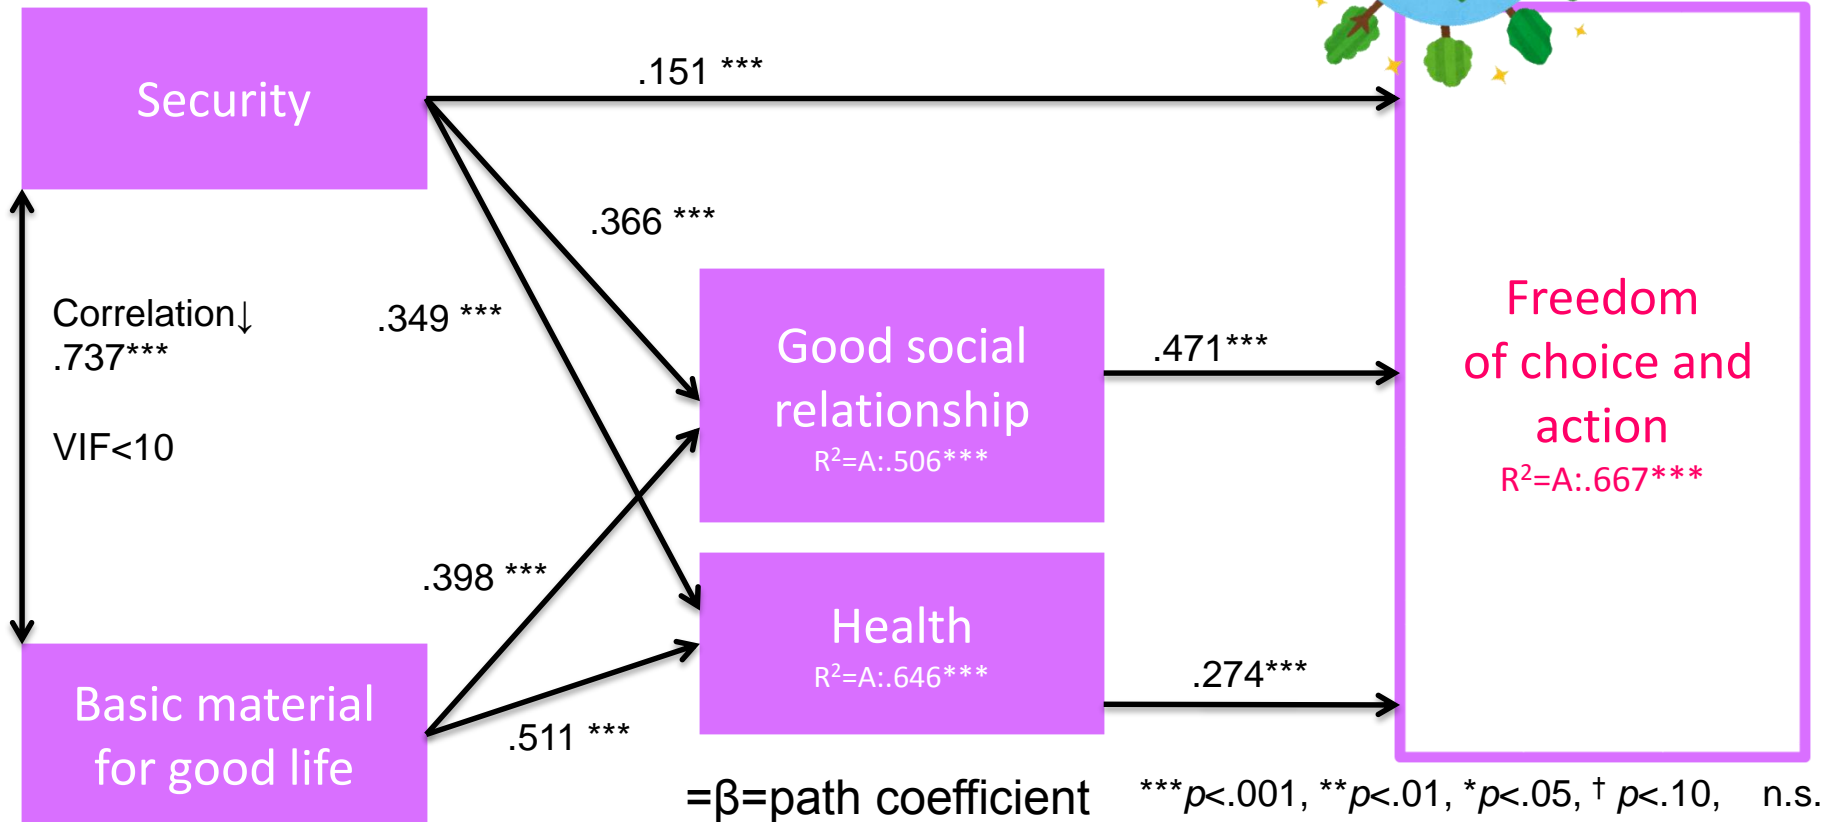 Security
.151 ***
.366 ***
Correlation↓
.737***
VIF<10
.349 ***
Good social
relationship
R²=A:.506***
.471***
Freedom
of choice and
action
R²=A:.667***
.398 ***
Health
R²=A:.646***
.274***
Basic material
for good life
.511 ***
=β=path coefficient
***p<.001, **p<.01, *p<.05, † p<.10, n.s.